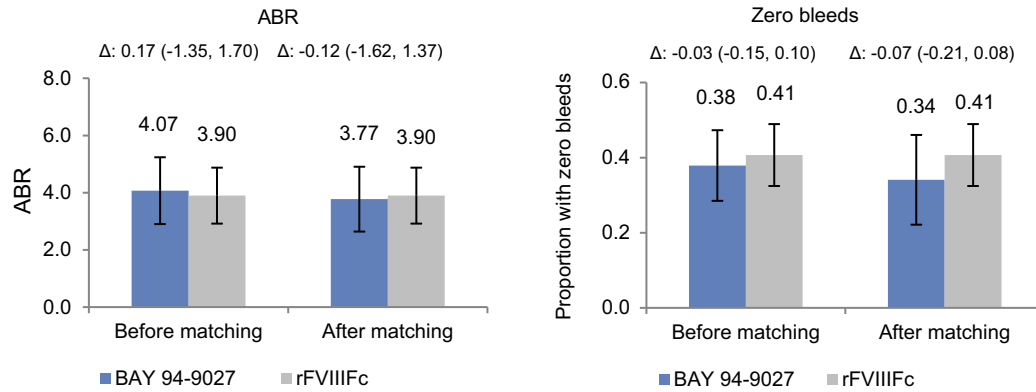 ABR
Δ: 0.17 (-1.35, 1.70) Δ: -0.12 (-1.62, 1.37)
8.0
6.0
4.0
2.0
0.0
ABR
4.07
3.90
3.77
3.90
Before matching
After matching
BAY 94-9027
rFVIIIFc
Zero bleeds
Δ: -0.03 (-0.15, 0.10) Δ: -0.07 (-0.21, 0.08)
0.6
0.4
0.2
0.0
Proportion with zero bleeds
0.38
0.41
0.34
0.41
Before matching
After matching
BAY 94-9027
rFVIIIFc